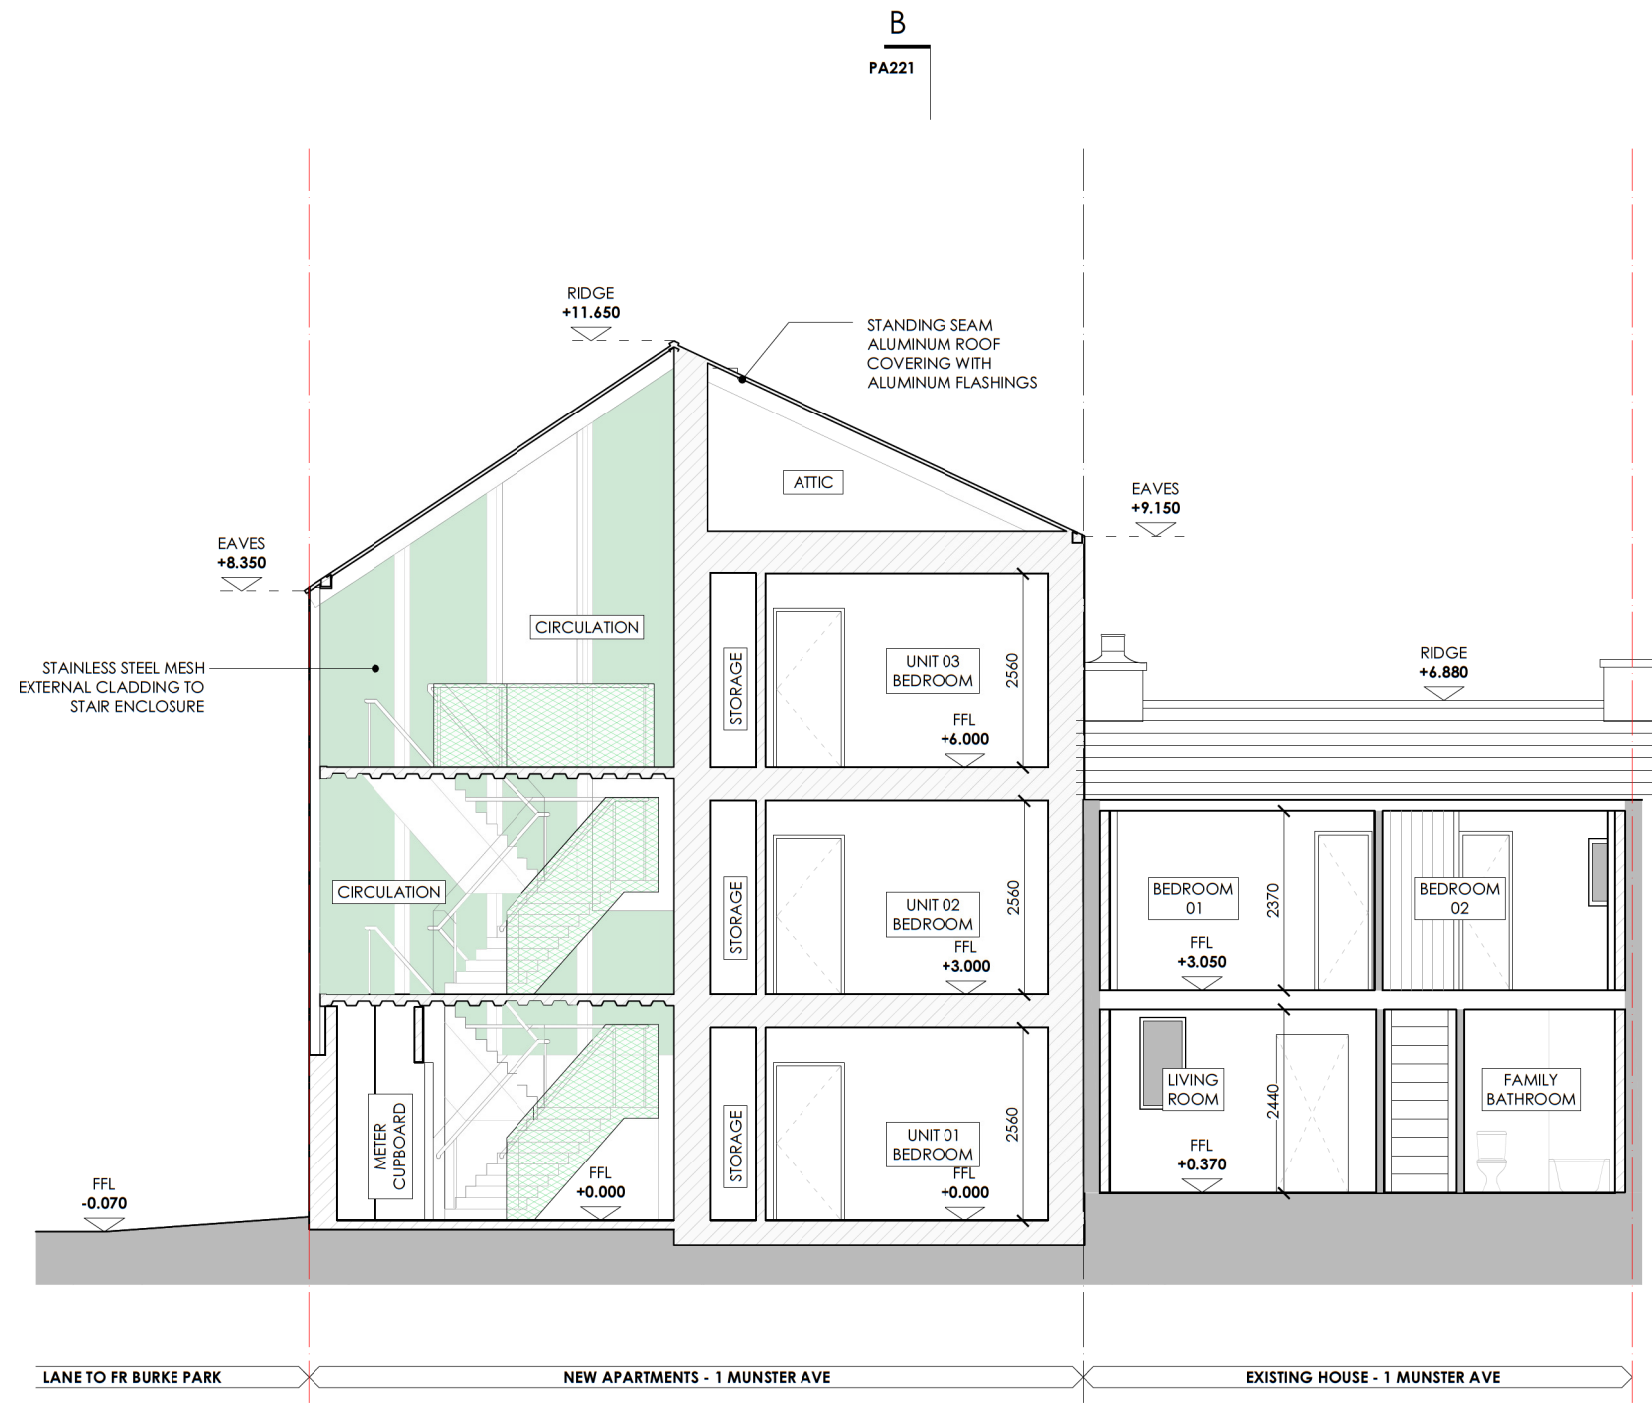 B
PA221
RIDGE
+11.650
STANDING SEAM
ALUMINUM ROOF
COVERING WITH
ALUMINUM FLASHINGS
ATTIC
EAVES
+9.150
EAVES
+8.350
CIRCULATION
STAINLESS STEEL MESH
EXTERNAL CLADDING TO
STAIR ENCLOSURE
STORAGE
UNIT 03
BEDROOM
2560
FFL
+6.000
RIDGE
+6.880
CIRCULATION
STORAGE
UNIT 02
BEDROOM
2560
FFL
+3.000
BEDROOM
01
2370
FFL
+3.050
BEDROOM
02
METER
CUPBOARD
FFL
+0.000
STORAGE
UNIT 01
BEDROOM
2560
FFL
+0.000
LIVING
ROOM
2440
FFL
+0.370
FAMILY
BATHROOM
FFL
-0.070
LANE TO FR BURKE PARK
NEW APARTMENTS - 1 MUNSTER AVE
EXISTING HOUSE - 1 MUNSTER AVE